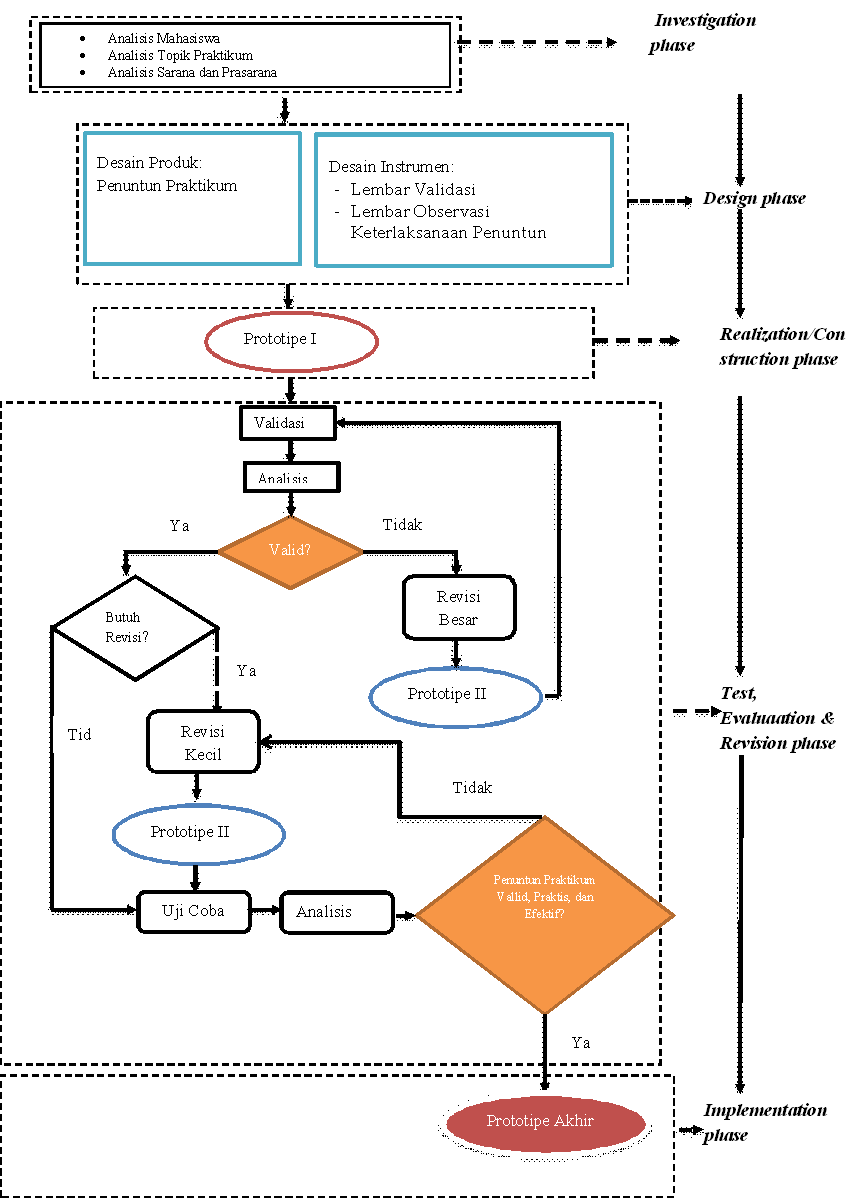 Investigation
phase
• Analisis Mahasiswa
• Analisis Topik Praktikum
• Analisis Sarana dan Prasarana
Desain Produk:
Penuntun Praktikum
Desain Instrumen:
- Lembar Validasi
- Lembar Observasi
Keterlaksanaan Penuntun
Design phase
Prototipe I
Realization/Con
struction phase
Validasi
Analisis
Ya
Valid?
Tidak
Butuh
Revisi?
Revisi
Besar
Ya
Prototipe II
Tid
Revisi
Kecil
Test,
Evaluaation &
Revision phase
Tidak
Prototipe II
Penuntun Praktikum
Vallid, Praktis, dan
Efektif?
Uji Coba
Analisis
Ya
Prototipe Akhir
Implementation
phase